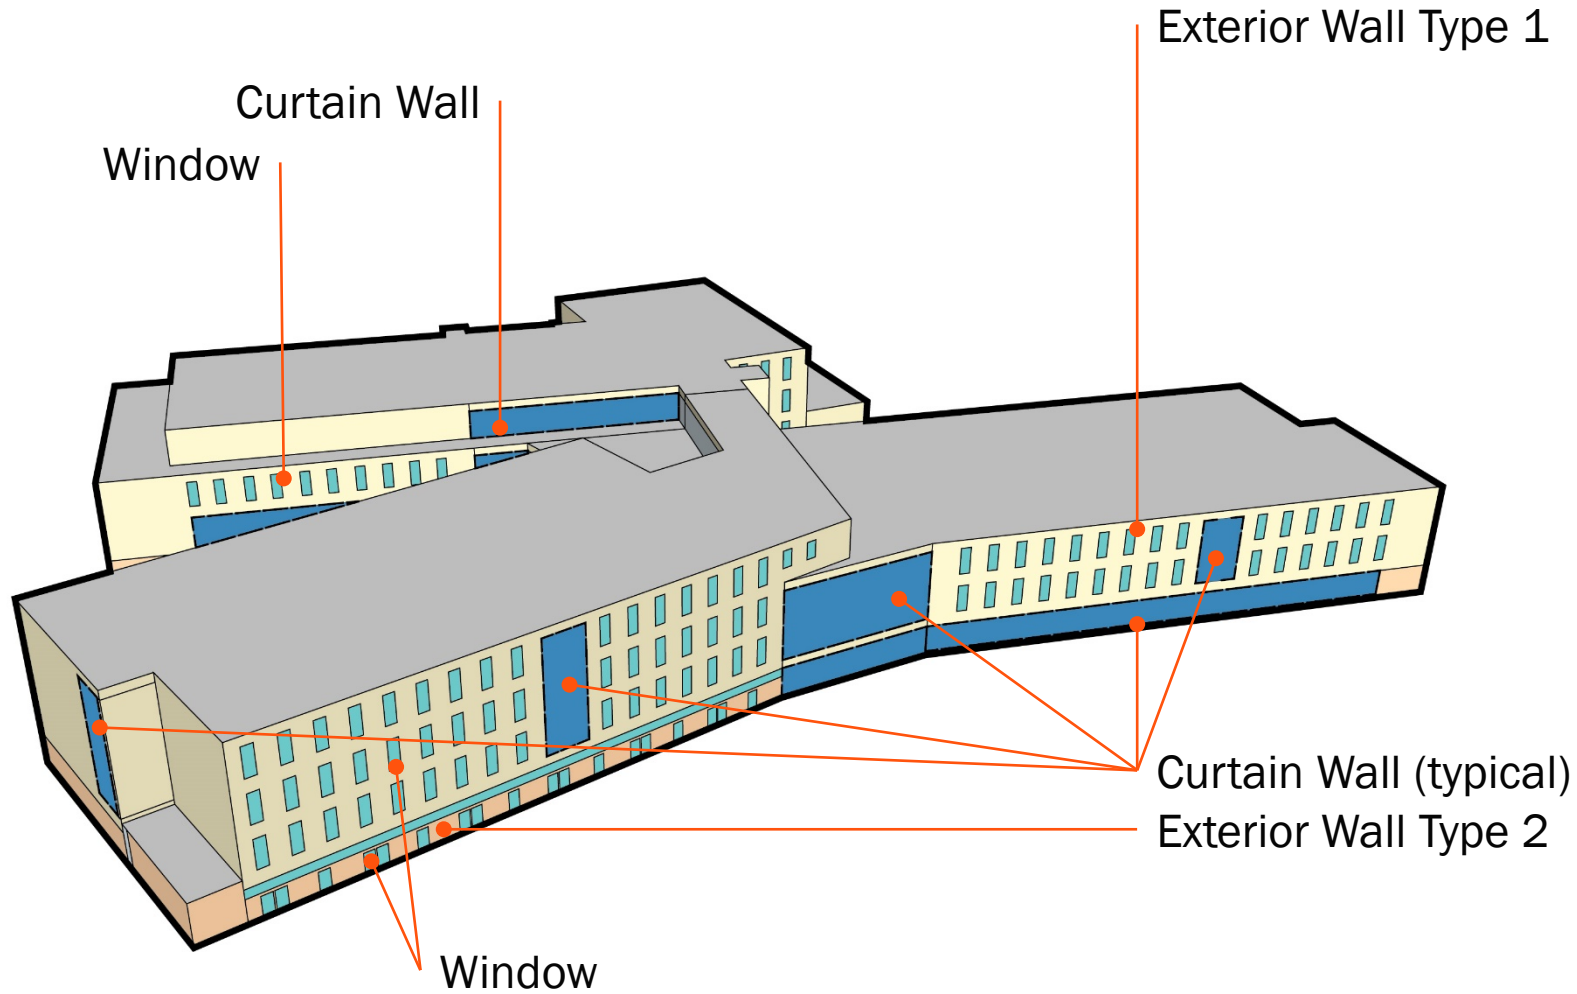 Exterior Wall Type 1
Curtain Wall
Window
Curtain Wall (typical)
Exterior Wall Type 2
Window